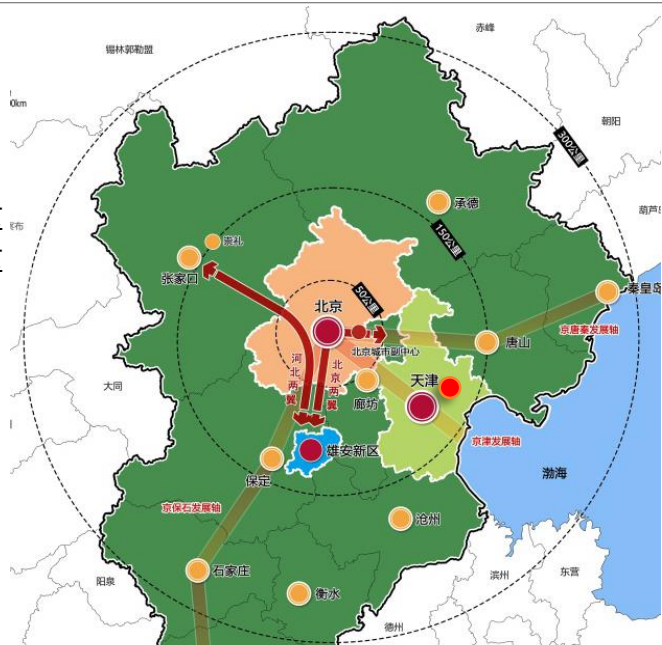 赤峰
锡林郭勒盟
朝阳
300公里
承德
150公里
崇礼
张家口
秦皇岛
50公里
北京
京唐秦发展轴
唐山
北京城市副中心
大同
河北两翼
北京两翼
廊坊
天津
京津发展轴
雄安新区
渤海
保定
京保石发展轴
沧州
石家庄
阳泉
衡水
滨州
东营
德州